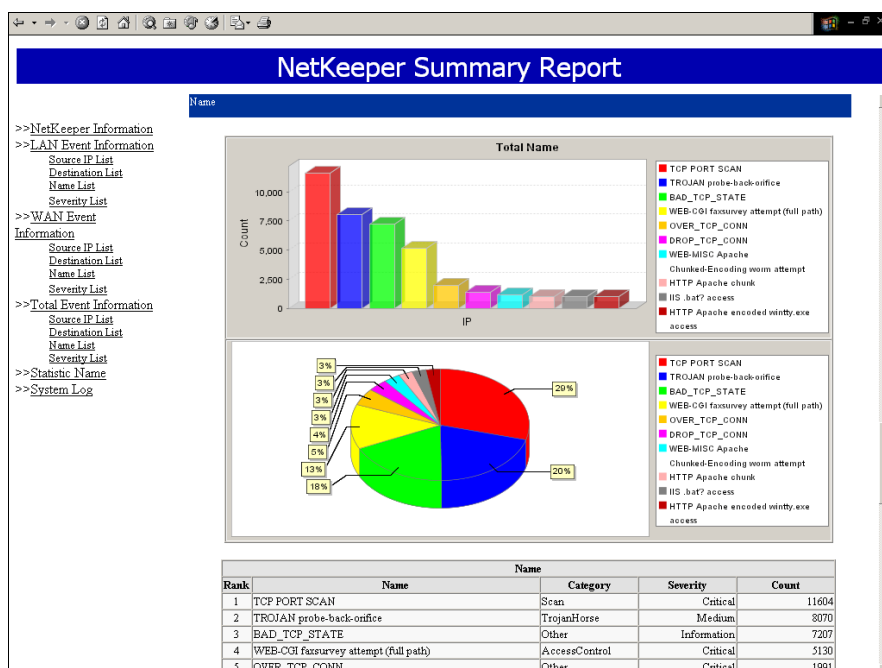 NetKeeper Summary Report
Name
>>NetKeeper Information
>>LAN Event Information
Source IP List
Destination List
Name List
Severity List
>>WAN Event
Information
Source IP List
Destination List
Name List
Severity List
>>Total Event Information
Source IP List
Destination List
Name List
Severity List
>>Statistic Name
>>System Log
Total Name
Count
10,000
7,500
5,000
2,500
0
IP
TCP PORT SCAN
TROJAN probe-back-orifice
BAD_TCP_STATE
WEB-CGI faxsurvey attempt (full path)
OVER_TCP_CONN
DROP_TCP_CONN
WEB-MISC Apache
Chunked-Encoding worm attempt
HTTP Apache chunk
IIS .bat? access
HTTP Apache encoded wintty.exe
access
3%
3%
3%
3%
4%
5%
13%
18%
29%
20%
TCP PORT SCAN
TROJAN probe-back-orifice
BAD_TCP_STATE
WEB-CGI faxsurvey attempt (full path)
OVER_TCP_CONN
DROP_TCP_CONN
WEB-MISC Apache
Chunked-Encoding worm attempt
HTTP Apache chunk
IIS .bat? access
HTTP Apache encoded wintty.exe
access
Name
Rank Name Category Severity Count
1 TCP PORT SCAN Scan Critical 11604
2 TROJAN probe-back-orifice TrojanHorse Medium 8070
3 BAD_TCP_STATE Other Information 7207
4 WEB-CGI faxsurvey attempt (full path) AccessControl Critical 5130
5 OVER_TCP_CONN Other Critical 1991